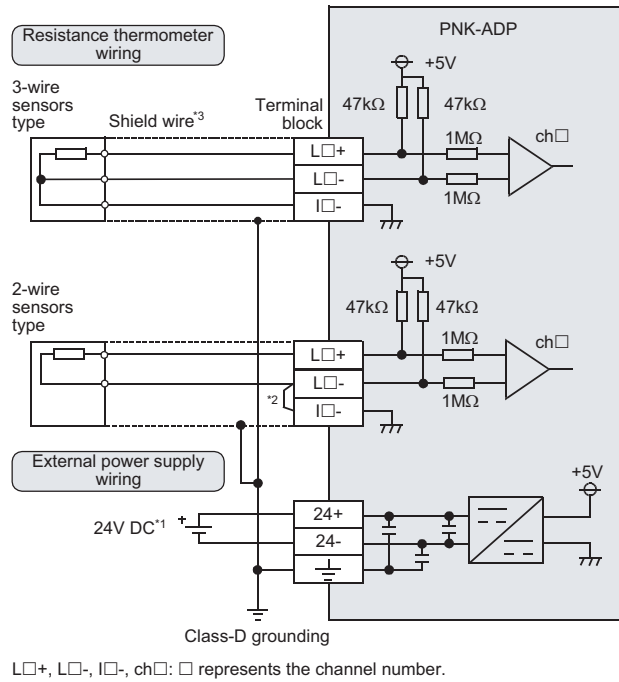 Resistance thermometer
wiring
PNK-ADP
+5V
3-wire
sensors
type
Shield wire*3
Terminal
block
47kΩ
47kΩ
1MΩ
ch□
L□+
L□-
I□-
1MΩ
+5V
2-wire
sensors
type
47kΩ
47kΩ
1MΩ
ch□
L□+
L□-
*2
I□-
1MΩ
External power supply
wiring
+5V
24V DC*1
+
24+
24-
Class-D grounding
L□+, L□-, I□-, ch□: □ represents the channel number.